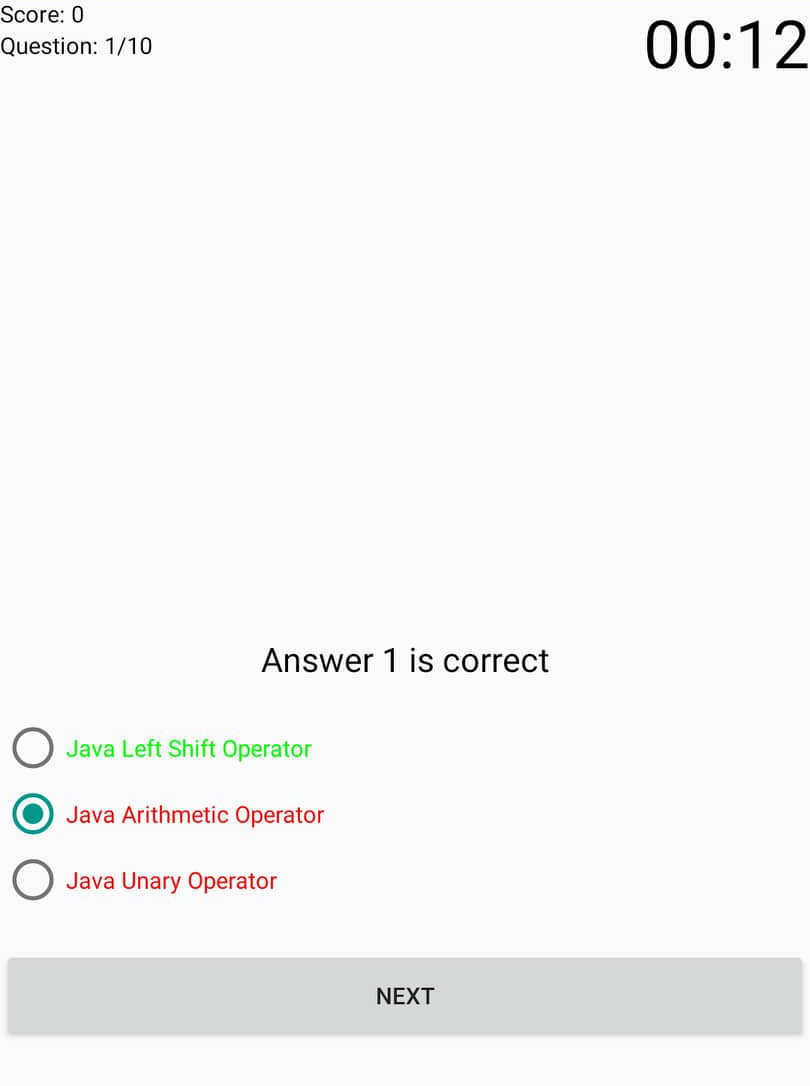 Score: 0
00:12
Question: 1/10
Answer 1 is correct
Java Left Shift Operator
Java Arithmetic Operator
Java Unary Operator
NEXT